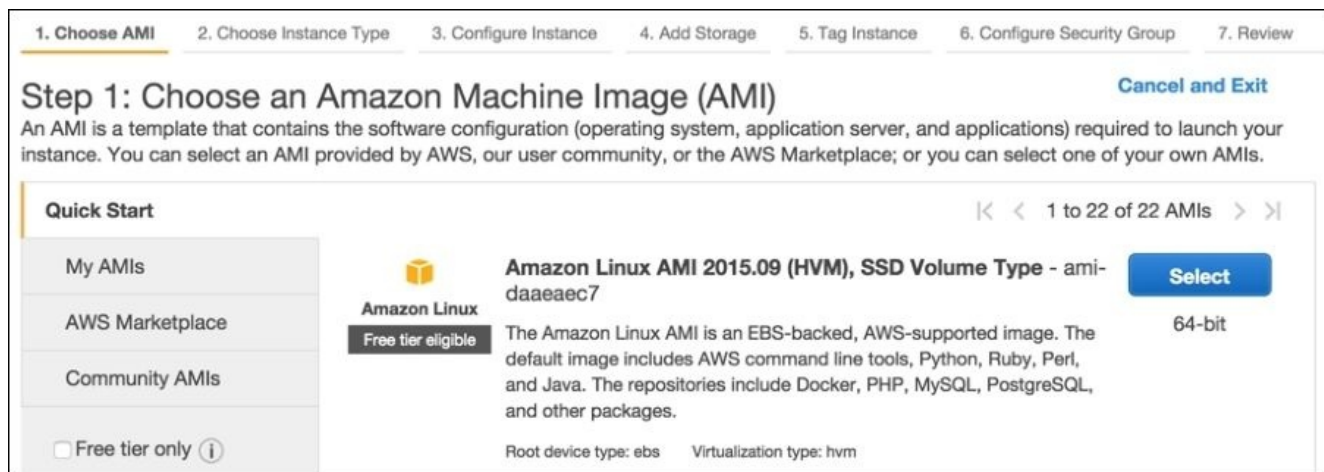 1. Choose AMI 2. Choose Instance Type 3. Configure Instance 4. Add Storage 5. Tag Instance 6. Configure Security Group 7. Review
Step 1: Choose an Amazon Machine Image (AMI)
Cancel and Exit
An AMI is a template that contains the software configuration (operating system, application server, and applications) required to launch your
instance. You can select an AMI provided by AWS, our user community, or the AWS Marketplace; or you can select one of your own AMIs.
Quick Start
1 to 22 of 22 AMIs
My AMIs
AWS Marketplace
Community AMIs
Free tier only
Amazon Linux
Free tier eligible
Amazon Linux AMI 2015.09 (HVM), SSD Volume Type - ami-
daaeaec7
The Amazon Linux AMI is an EBS-backed, AWS-supported image. The
default image includes AWS command line tools, Python, Ruby, Perl,
and Java. The repositories include Docker, PHP, MySQL, PostgreSQL,
and other packages.
Root device type: ebs Virtualization type: hvm
Select
64-bit